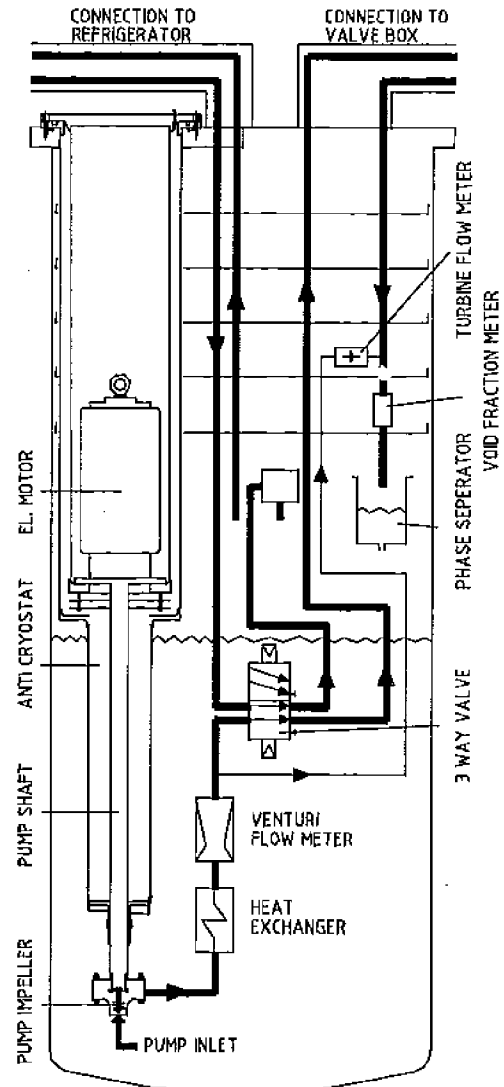 CONNECTION TO
REFRIGERATOR
CONNECTION TO
VALVE BOX
TURBINE FLOW METER
VOID FRACTION METER
PHASE SEPERATOR
3 WAY VALVE
EL. MOTOR
ANTI CRYOSTAT
PUMP SHAFT
PUMP IMPELLER
VENTURI
FLOW METER
HEAT
EXCHANGER
PUMP INLET